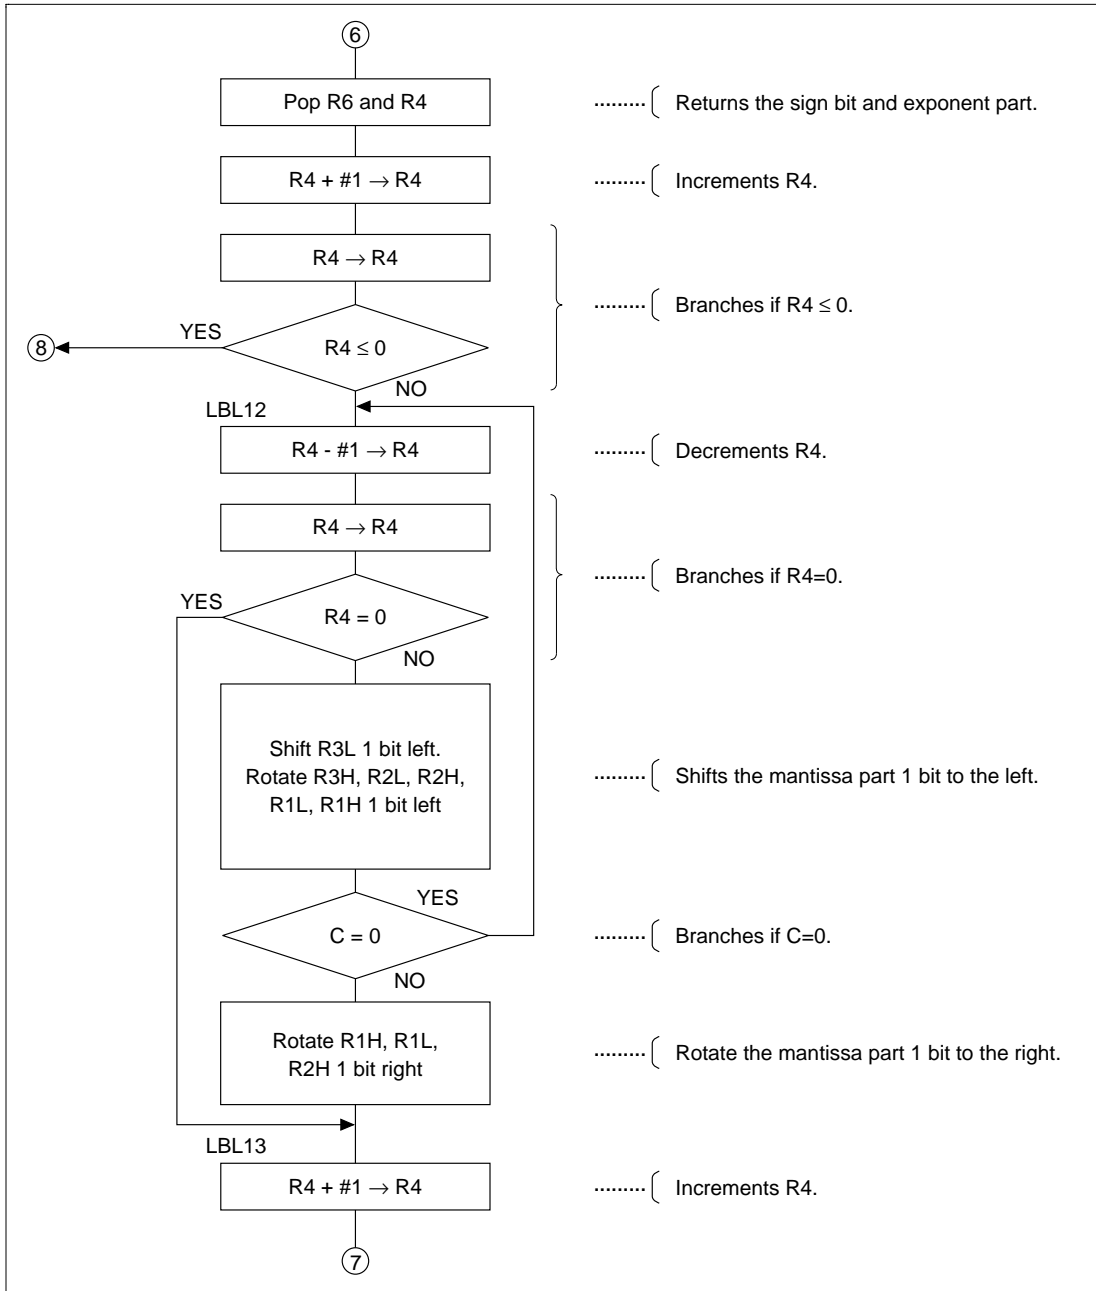 6
Pop R6 and R4
......... Returns the sign bit and exponent part.
R4 + #1 → R4
......... Increments R4.
R4 → R4
......... Branches if R4 ≤ 0.
YES
8
R4 ≤ 0
NO
LBL12
R4 - #1 → R4
......... Decrements R4.
R4 → R4
......... Branches if R4=0.
YES
R4 = 0
NO
Shift R3L 1 bit left.
Rotate R3H, R2L, R2H,
R1L, R1H 1 bit left
......... Shifts the mantissa part 1 bit to the left.
YES
C = 0
......... Branches if C=0.
NO
Rotate R1H, R1L,
R2H 1 bit right
......... Rotate the mantissa part 1 bit to the right.
LBL13
R4 + #1 → R4
......... Increments R4.
7